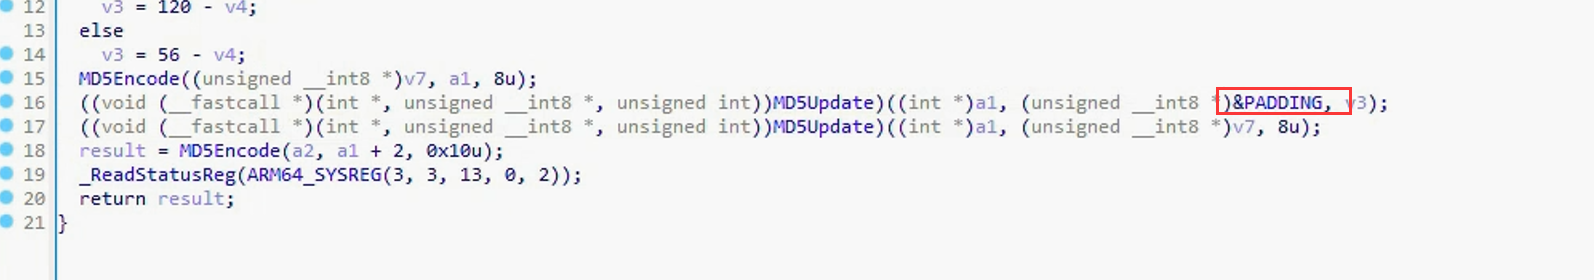 12 v3 = 120 - v4;
13 else
14 v3 = 56 - v4;
15 MD5Encode((unsigned __int8 *)v7, a1, 8u);
16 ((void (__fastcall *)(int *, unsigned __int8 *, unsigned int))MD5Update)((int *)a1, (unsigned __int8 *)&PADDING, v3);
17 ((void (__fastcall *)(int *, unsigned __int8 *, unsigned int))MD5Update)((int *)a1, (unsigned __int8 *)v7, 8u);
18 result = MD5Encode(a2, a1 + 2, 0x10u);
19 _ReadStatusReg(ARM64_SYSREG(3, 3, 13, 0, 2));
20 return result;
21 }